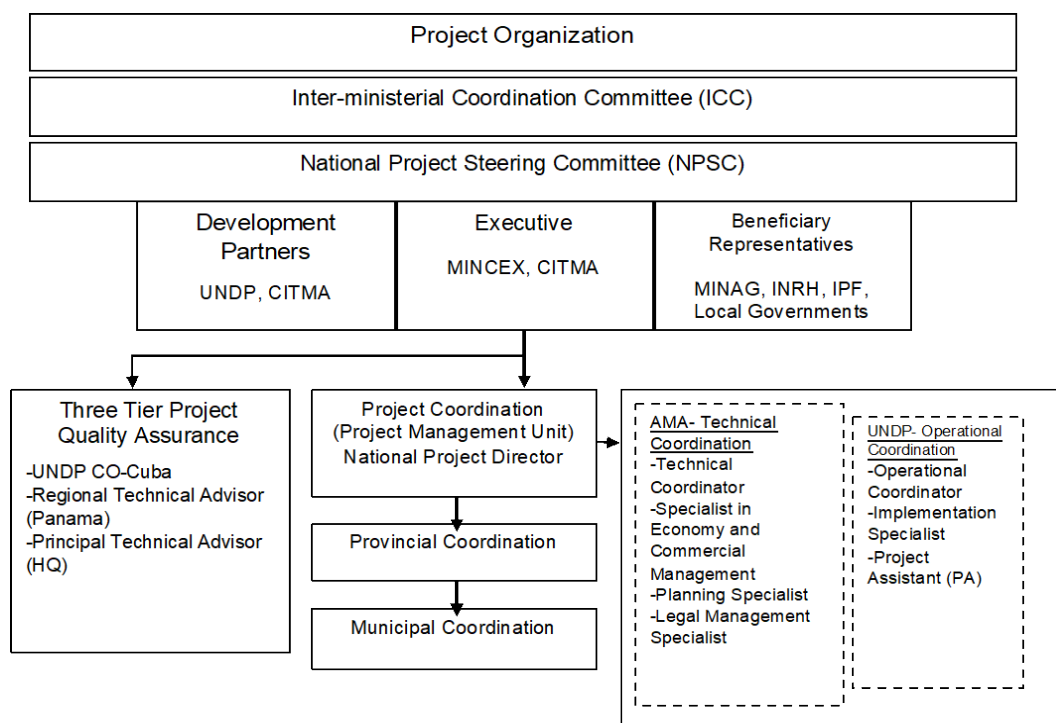 Project Organization
Inter-ministerial Coordination Committee (ICC)
National Project Steering Committee (NPSC)
Development
Partners
UNDP, CITMA
Executive
MINCEX, CITMA
Beneficiary
Representatives
MINAG, INRH, IPF,
Local Governments
Three Tier Project
Quality Assurance
-UNDP CO-Cuba
-Regional Technical Advisor
(Panama)
-Principal Technical Advisor
(HQ)
Project Coordination
(Project Management Unit)
National Project Director
Provincial Coordination
Municipal Coordination
AMA- Technical
Coordination
-Technical
Coordinator
-Specialist in
Economy and
Commercial
Management
-Planning Specialist
-Legal Management
Specialist
UNDP- Operational
Coordination
-Operational
Coordinator
-Implementation
Specialist
-Project
Assistant (PA)